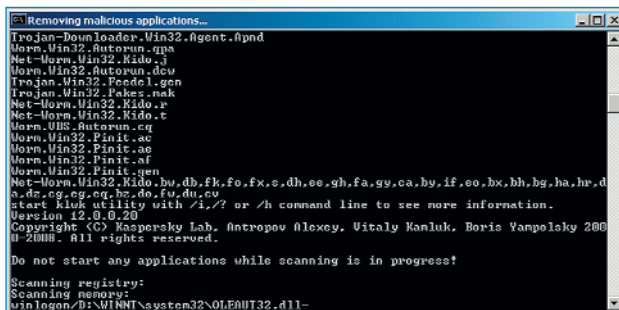 Removing malicious applications...
Trojan-Downloader.Win32.Agent.Apnd
Worm.Win32.Autorun.qpa
Net-Worm.Win32.Kido.j
Worm.Win32.Autorun.dcw
Trojan.Win32.Feedel.gen
Trojan.Win32.Pakes.mak
Net-Worm.Win32.Kido.r
Net-Worm.Win32.Kido.t
Worm.VBS.Autorun.cq
Worm.Win32.Pinit.ac
Worm.Win32.Pinit.ae
Worm.Win32.Pinit.af
Worm.Win32.Pinit.gen
Net-Worm.Win32.Kido.bw,db,fk,fo,fx,s,dh,ee,gh,fa,gy,ca,by,if,eo,bx,bh,bg,ha,hr,d
a,dz,cg,eg,eq,bz,do,fw,du,cv
start klwk utility with /i,/? or /h command line to see more information.
Version 12.0.0.20
Copyright (C) Kaspersky Lab, Antropov Alexey, Vitaly Kamluk, Boris Yampolsky 200
0-2008. All rights reserved.
Do not start any applications while scanning is in progress!
Scanning registry:
Scanning memory:
winlogon/D:\WINNT\system32\OLEAUT32.dll-